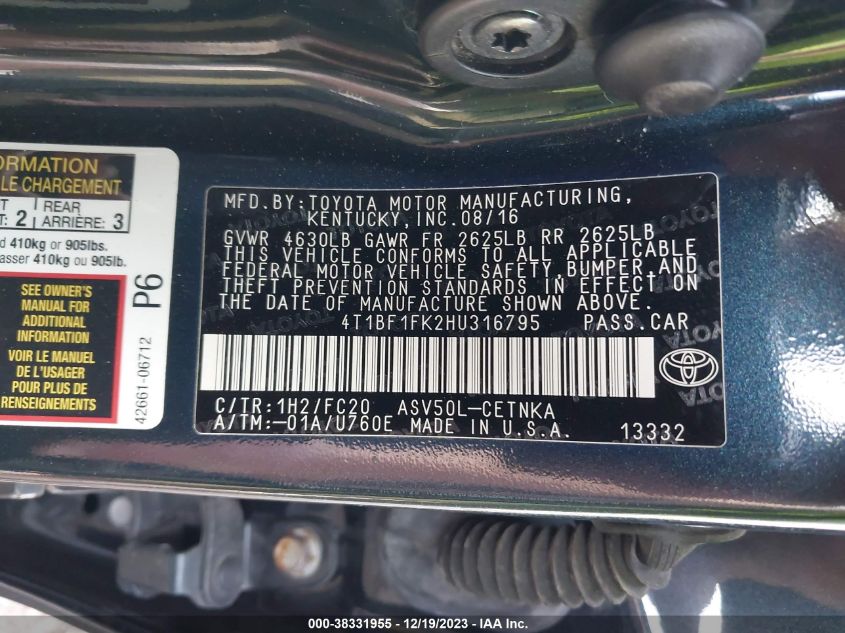 ORMATION
LE CHARGEMENT
2
REAR
ARRIÈRE: 3
d 410kg or 905lbs.
asser 410kg ou 905lb.
SEE OWNER'S
MANUAL FOR
ADDITIONAL
INFORMATION
VOIR LE MANUEL
DE L'USAGER
POUR PLUS DE
RENSEIGNEMENTS
P6
42661-06712
MFD.BY:TOYOTA MOTOR MANUFACTURING,
KENTUCKY,INC.08/16
GVWR 4630LB GAWR FR 2625LB RR 2625LB
THIS VEHICLE CONFORMS TO ALL APPLICABLE
FEDERAL MOTOR VEHICLE SAFETY,BUMPER,AND
THEFT PREVENTION STANDARDS IN EFFECT ON
THE DATE OF MANUFACTURE SHOWN ABOVE.
4T1BF1FK2HU316795 PASS.CAR
C/TR:1H2/FC20 ASV50L-CETNKA
A/TM:-01A/U760E MADE IN U.S.A. 13332
000-38331955 - 12/19/2023 - IAA Inc.